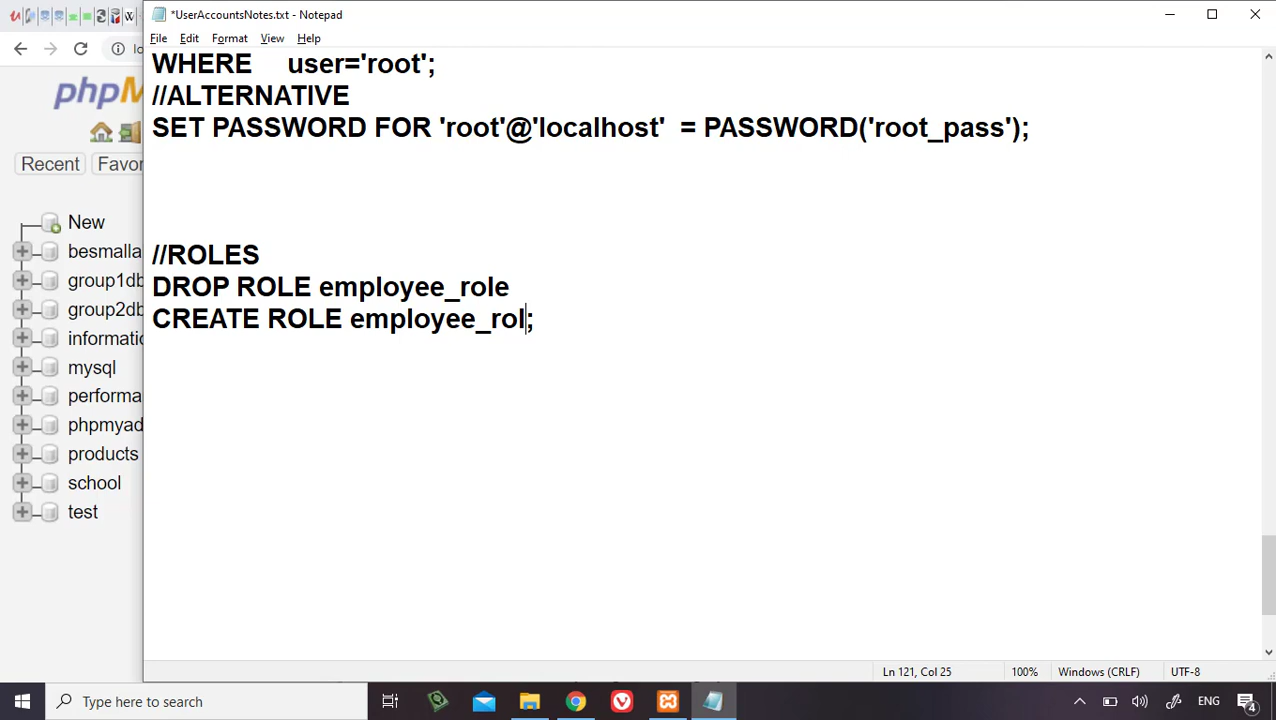 *UserAccountsNotes.txt - Notepad
File Edit Format View Help
WHERE user='root';
//ALTERNATIVE
SET PASSWORD FOR 'root'@'localhost' = PASSWORD('root_pass');
//ROLES
DROP ROLE employee_role
CREATE ROLE employee_rol;
phpM
Recent Favor
New
besmalla
group1db
group2db
informatic
mysql
performa
phpmyad
products
school
test
Ln 121, Col 25 100% Windows (CRLF) UTF-8
Type here to search
ENG
4